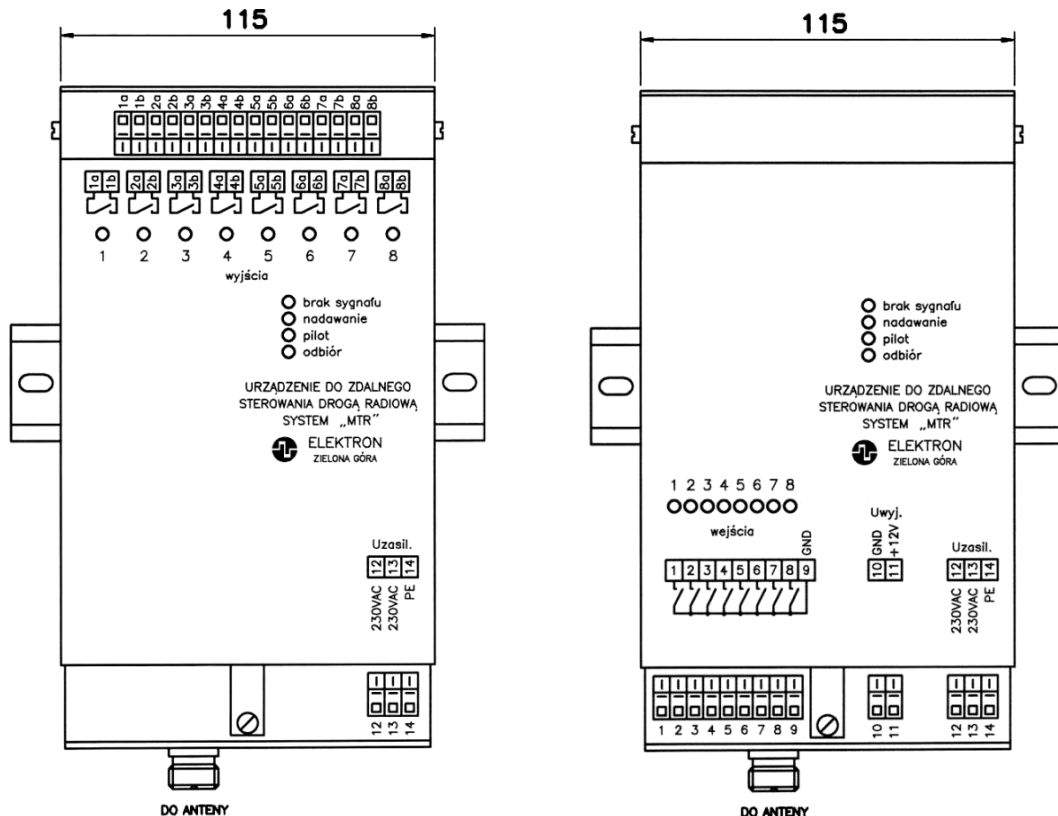 115
1a 1b 2a 2b 3a 3b 4a 4b 5a 5b 6a 6b 7a 7b 8a 8b
1a 1b 2a 2b 3a 3b 4a 4b 5a 5b 6a 6b 7a 7b 8a 8b
1 2 3 4 5 6 7 8
wyjścia
brak sygnału
nadawanie
pilot
odbiór
URZĄDZENIE DO ZDALNEGO
STEROWANIA DROGĄ RADIOWĄ
SYSTEM „MTR”
ELEKTRON
ZIELONA GÓRA
Uzasil.
12 13 14
230VAC 230VAC PE
12 13 14
DO ANTENY
115
brak sygnału
nadawanie
pilot
odbiór
URZĄDZENIE DO ZDALNEGO
STEROWANIA DROGĄ RADIOWĄ
SYSTEM „MTR”
ELEKTRON
ZIELONA GÓRA
1 2 3 4 5 6 7 8
wejścia
GND
1 2 3 4 5 6 7 8 9
Uwyj.
GND +12V
10 11
Uzasil.
12 13 14
230VAC 230VAC PE
1 2 3 4 5 6 7 8 9 10 11 12 13 14
DO ANTENY